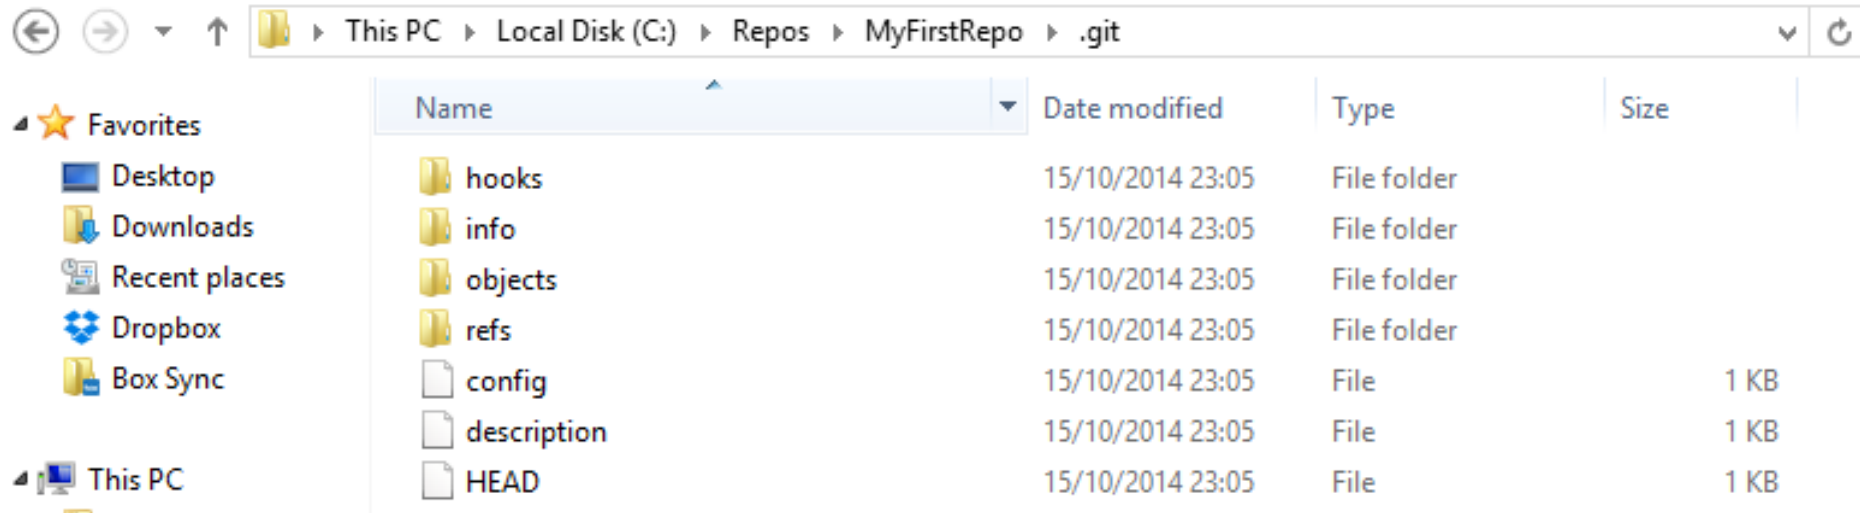 This PC Local Disk (C:) Repos MyFirstRepo .git
Name Date modified Type Size
Favorites
Desktop
Downloads
Recent places
Dropbox
Box Sync
This PC
hooks 15/10/2014 23:05 File folder
info 15/10/2014 23:05 File folder
objects 15/10/2014 23:05 File folder
refs 15/10/2014 23:05 File folder
config 15/10/2014 23:05 File 1 KB
description 15/10/2014 23:05 File 1 KB
HEAD 15/10/2014 23:05 File 1 KB